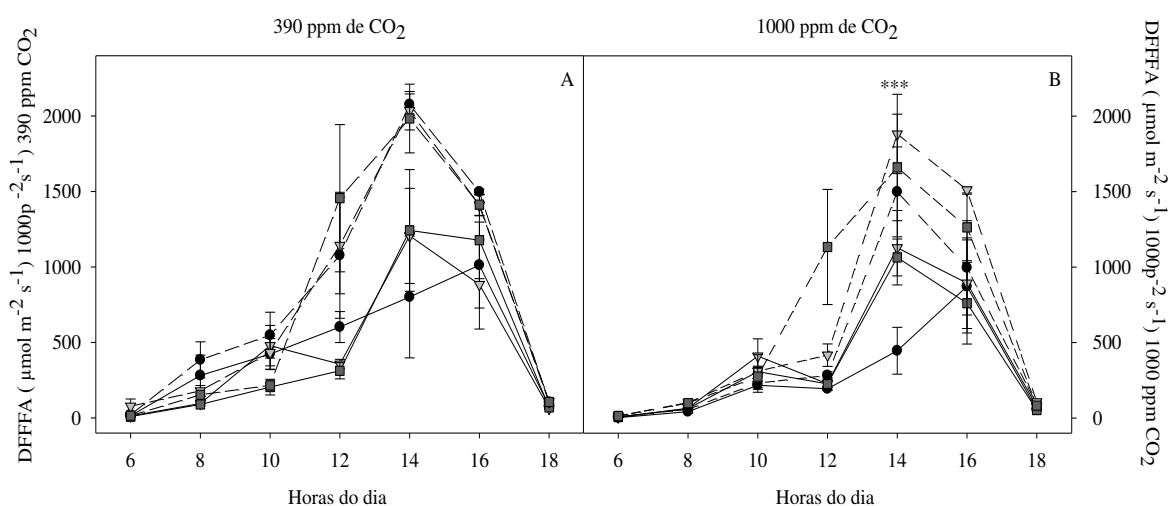 390 ppm de CO2
1000 ppm de CO2
DFFFA ( μmol m-2 s-1) 1000p -2s-1) 390 ppm CO2
A
B
***
2000
1500
1000
500
0
2000
1500
1000
500
0
DFFFA ( μmol m-2 s-1) 1000p-2 s-1) 1000 ppm CO2
6 8 10 12 14 16 18
6 8 10 12 14 16 18
Horas do dia
Horas do dia